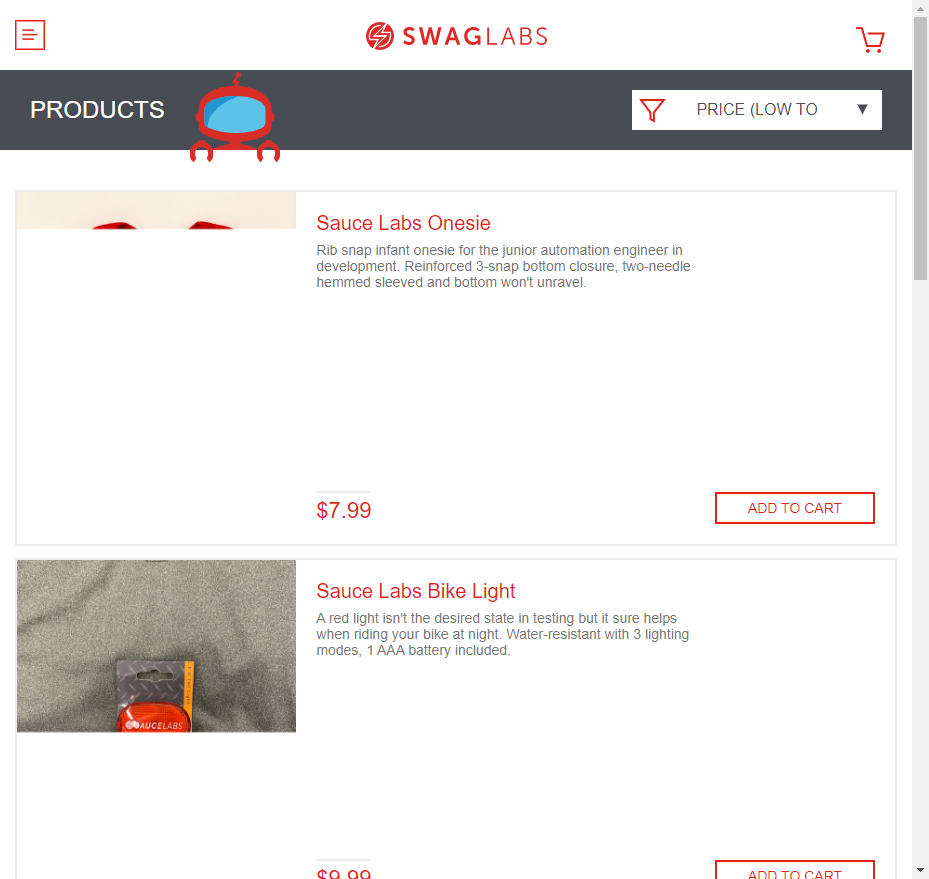 SWAGLABS
PRODUCTS
PRICE (LOW TO
Sauce Labs Onesie
Rib snap infant onesie for the junior automation engineer in
development. Reinforced 3-snap bottom closure, two-needle
hemmed sleeved and bottom won't unravel.
$7.99
ADD TO CART
Sauce Labs Bike Light
A red light isn't the desired state in testing but it sure helps
when riding your bike at night. Water-resistant with 3 lighting
modes, 1 AAA battery included.
SAUCELABS
$9.99
ADD TO CART